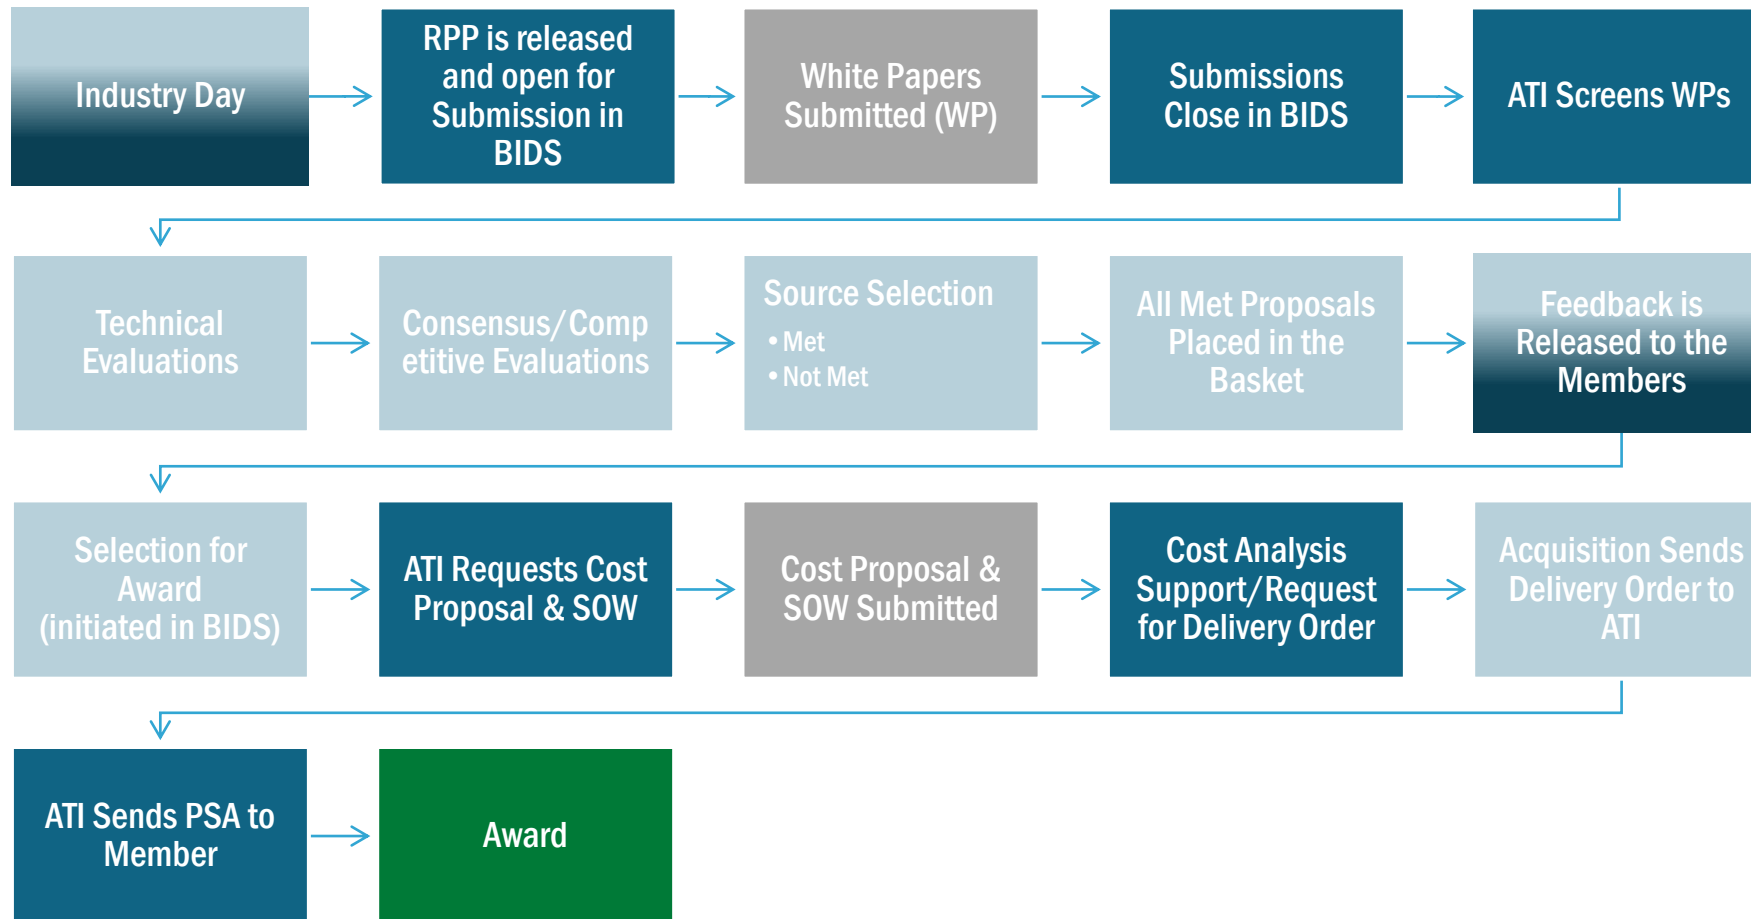 Industry Day
RPP is released
and open for
Submission in
BIDS
White Papers
Submitted (WP)
Submissions
Close in BIDS
ATI Screens WPs
Technical
Evaluations
Consensus/Comp
etitive Evaluations
Source Selection
• Met
• Not Met
All Met Proposals
Placed in the
Basket
Feedback is
Released to the
Members
Selection for
Award
(initiated in BIDS)
ATI Requests Cost
Proposal & SOW
Cost Proposal &
SOW Submitted
Cost Analysis
Support/Request
for Delivery Order
Acquisition Sends
Delivery Order to
ATI
ATI Sends PSA to
Member
Award